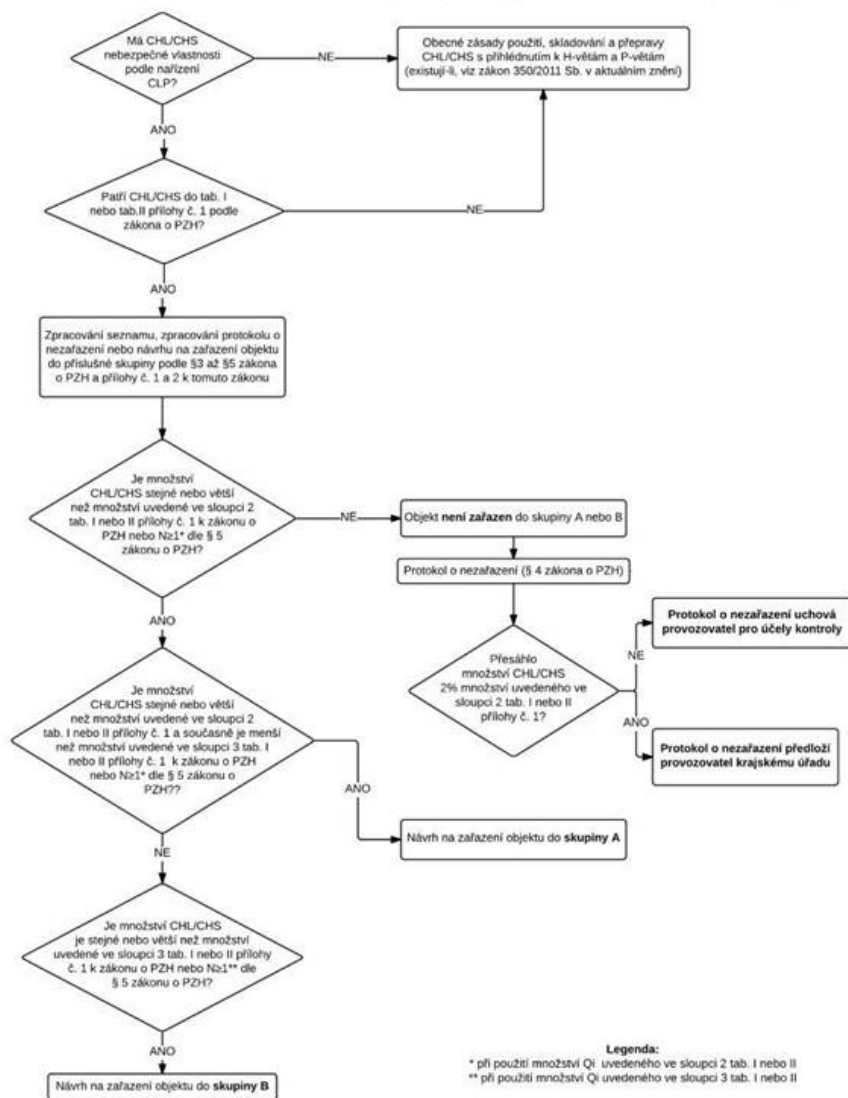 Má CHL/CHS
nebezpečné vlastnosti
podle nařízení
CLP?
NE
Obecné zásady použití, skladování a přepravy
CHL/CHS s přihlédnutím k H-větám a P-větám
(existují-li, viz zákon 350/2011 Sb. v aktuálním znění)
ANO
Patří CHL/CHS do tab. I
nebo tab.II přílohy č. 1 podle
zákona o PZH?
NE
ANO
Zpracování seznamu, zpracování protokolu o
nezařazení nebo návrhu na zařazení objektu
do příslušné skupiny podle §3 až §5 zákona
o PZH a přílohy č. 1 a 2 k tomuto zákonu
Je množství
CHL/CHS stejné nebo větší
než množství uvedené ve sloupci 2
tab. I nebo II přílohy č. 1 k zákonu o
PZH nebo N≥1* dle § 5
zákonu o PZH?
NE
Objekt není zařazen do skupiny A nebo B
Protokol o nezařazení (§ 4 zákona o PZH)
ANO
Přesáhlo
množství CHL/CHS
2% množství uvedeného ve
sloupci 2 tab. I nebo II
přílohy č. 1?
NE
Protokol o nezařazení uchová
provozovatel pro účely kontroly
ANO
Protokol o nezařazení předloží
provozovatel krajskému úřadu
Je množství
CHL/CHS stejné nebo větší
než množství uvedené ve sloupci 2
tab. I nebo II přílohy č. 1 a současně je menší
než množství uvedené ve sloupci 3 tab. I
nebo II přílohy č. 1 k zákonu o PZH
nebo N≥1* dle § 5 zákonu o
PZH??
ANO
Návrh na zařazení objektu do skupiny A
NE
Je množství CHL/CHS
je stejné nebo větší než množství
uvedené ve sloupci 3 tab. I nebo II přílohy
č. 1 k zákonu o PZH nebo N≥1** dle
§ 5 zákonu o PZH?
ANO
Návrh na zařazení objektu do skupiny B
Legenda:
* při použití množství Qi uvedeného ve sloupci 2 tab. I nebo II
** při použití množství Qi uvedeného ve sloupci 3 tab. I nebo II